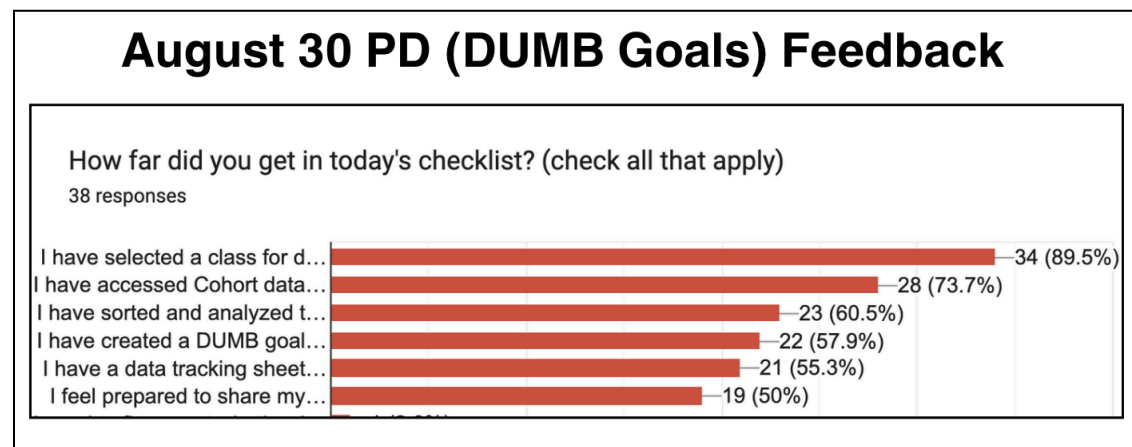 August 30 PD (DUMB Goals) Feedback
How far did you get in today's checklist? (check all that apply)
38 responses
I have selected a class for d... 34 (89.5%)
I have accessed Cohort data... 28 (73.7%)
I have sorted and analyzed t... 23 (60.5%)
I have created a DUMB goal... 22 (57.9%)
I have a data tracking sheet... 21 (55.3%)
I feel prepared to share my... 19 (50%)